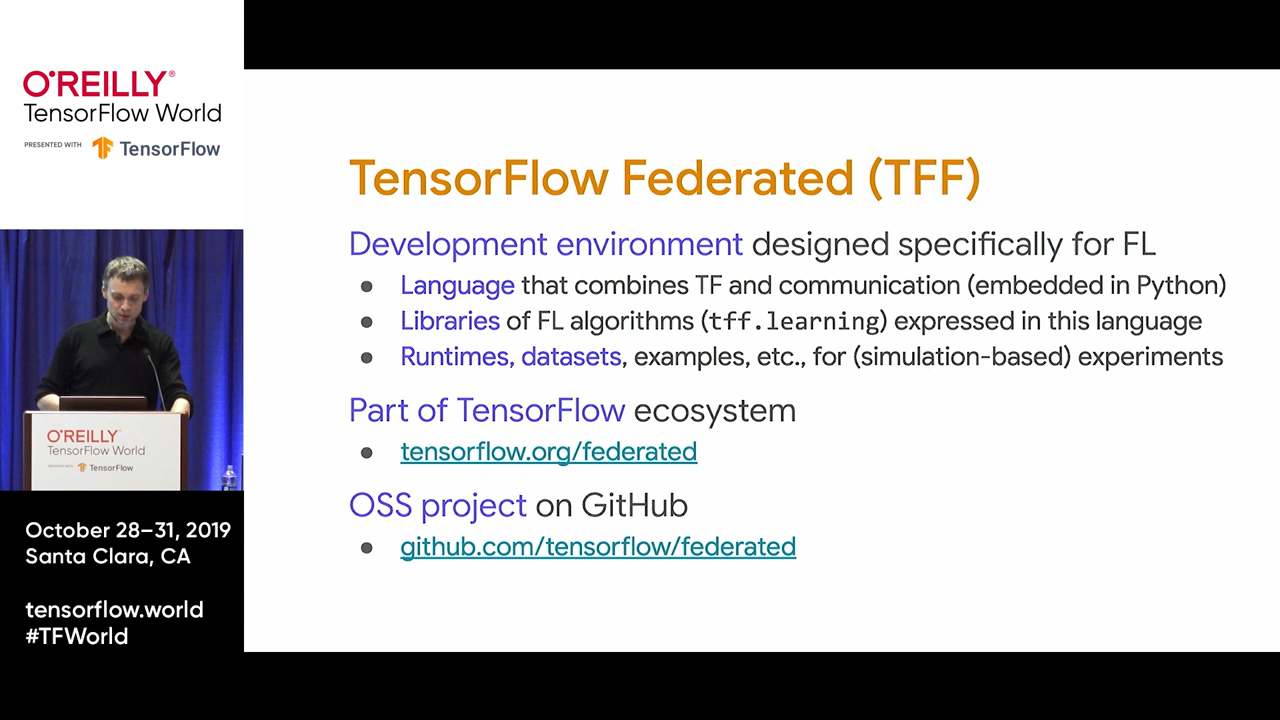 O'REILLY®
TensorFlow World
PRESENTED WITH TensorFlow
O'REILLY
TensorFlow World
PRESENTED WITH TensorFlow
October 28–31, 2019
Santa Clara, CA
tensorflow.world
#TFWorld
TensorFlow Federated (TFF)
Development environment designed specifically for FL
● Language that combines TF and communication (embedded in Python)
● Libraries of FL algorithms (tff.learning) expressed in this language
● Runtimes, datasets, examples, etc., for (simulation-based) experiments
Part of TensorFlow ecosystem
● tensorflow.org/federated
OSS project on GitHub
● github.com/tensorflow/federated